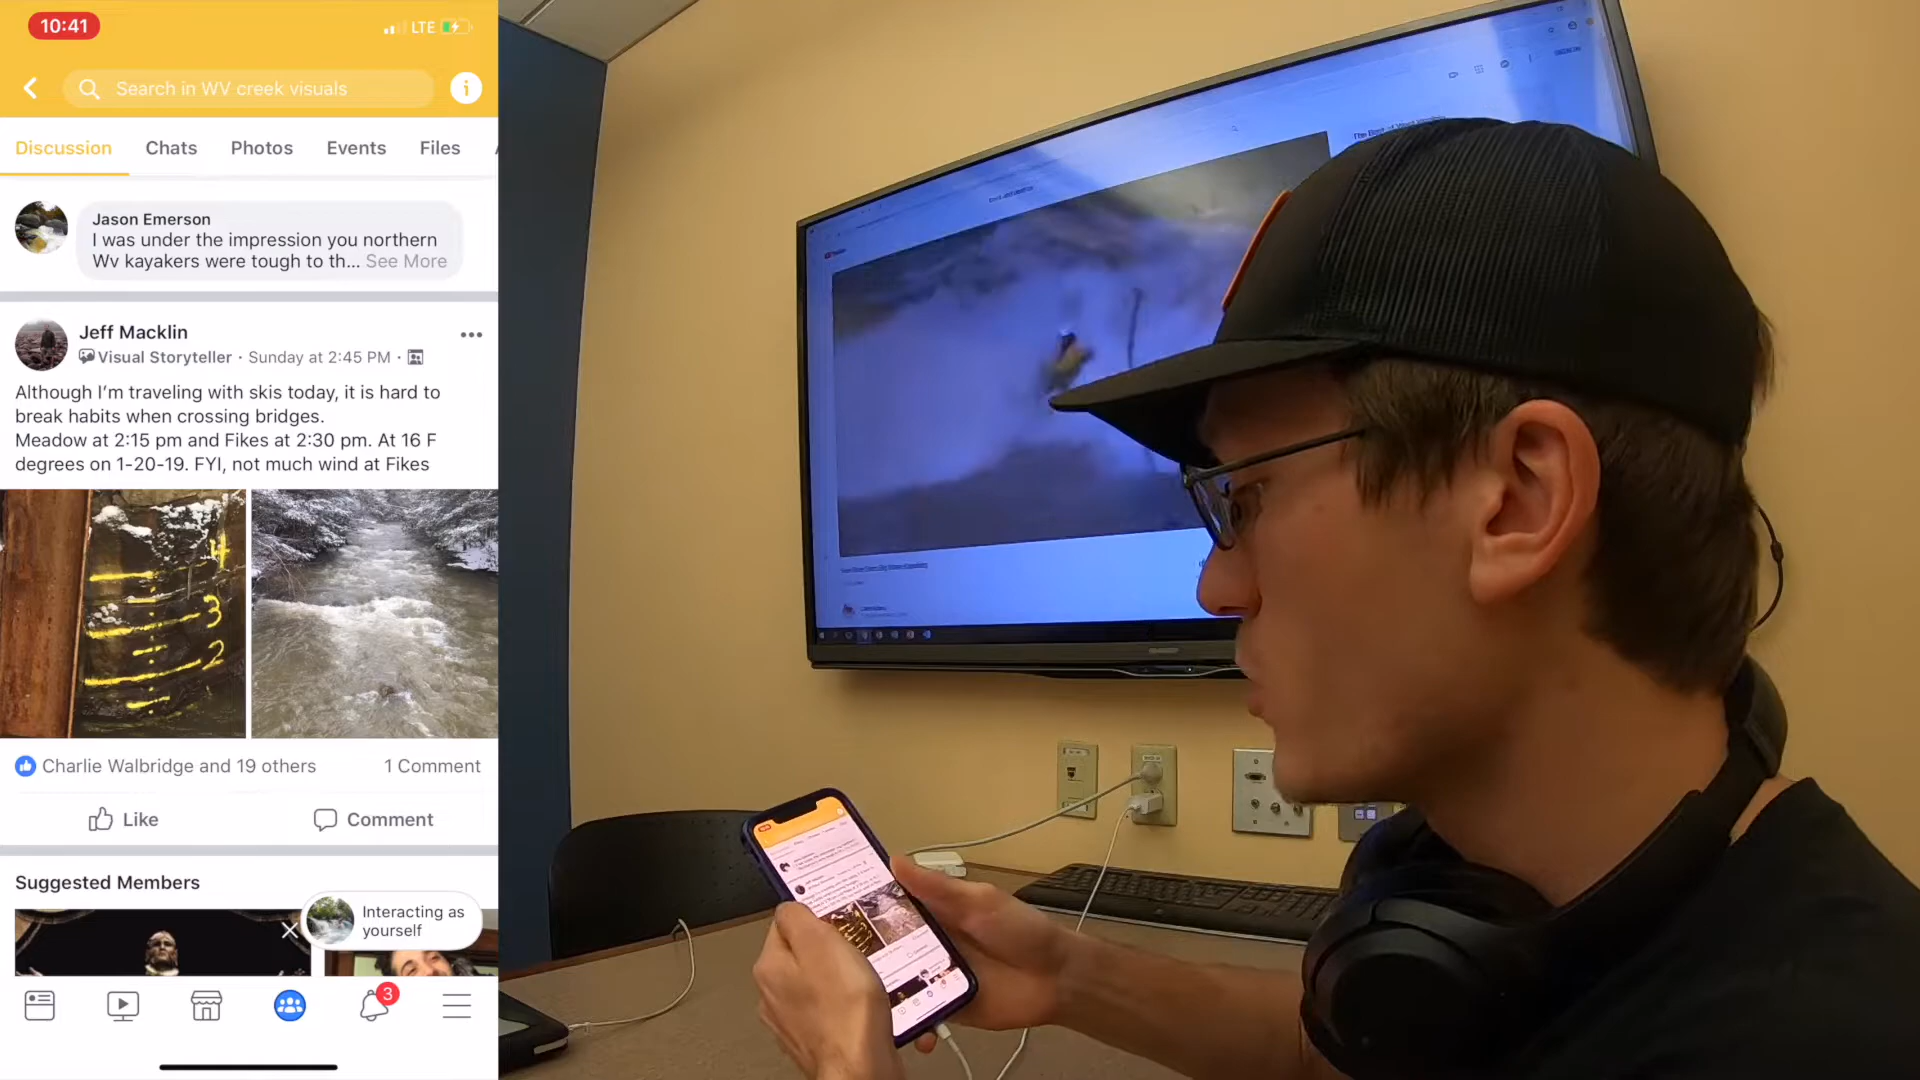 10:41
LTE
Search in WV creek visuals
Discussion Chats Photos Events Files
Jason Emerson
I was under the impression you northern
Wv kayakers were tough to th... See More
Jeff Macklin
Visual Storyteller · Sunday at 2:45 PM ·
Although I'm traveling with skis today, it is hard to
break habits when crossing bridges.
Meadow at 2:15 pm and Fikes at 2:30 pm. At 16 F
degrees on 1-20-19. FYI, not much wind at Fikes
4
3
2
Charlie Walbridge and 19 others 1 Comment
Like Comment
Suggested Members
Interacting as
yourself
3